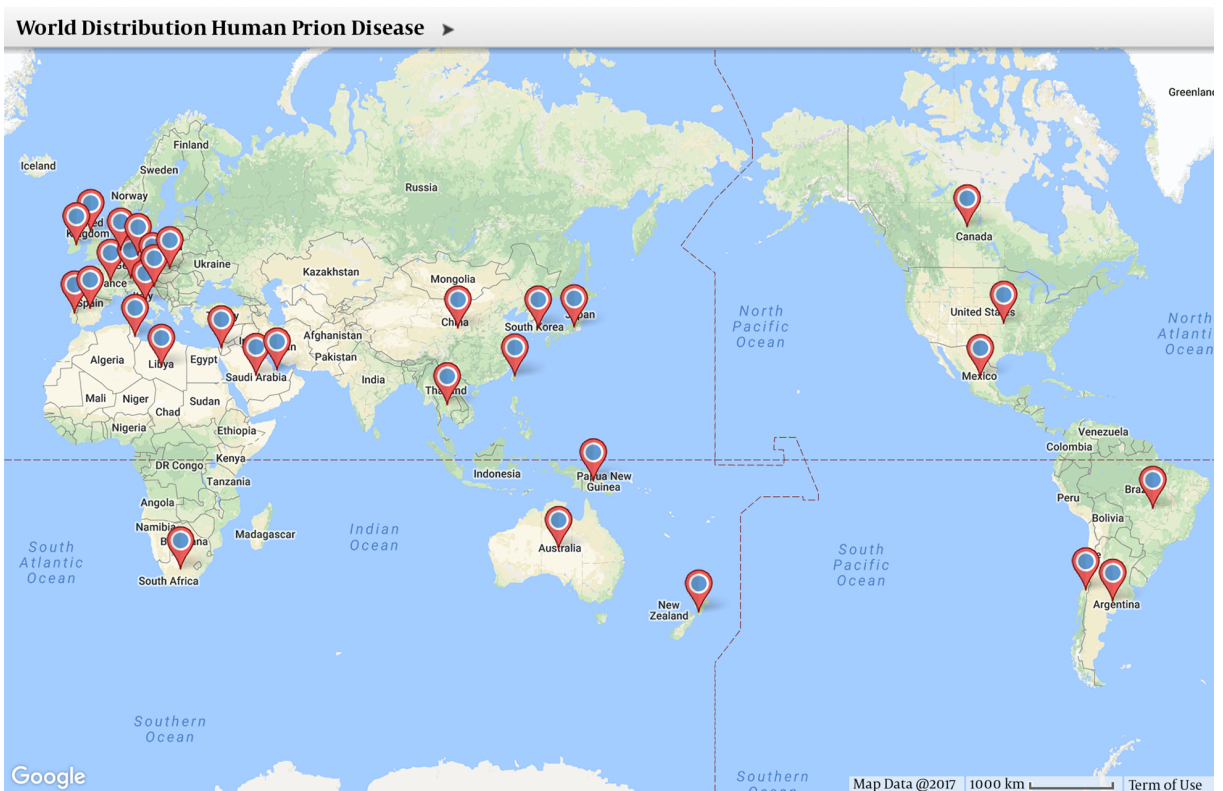 World Distribution Human Prion Disease
Greenland
Finland
Iceland
Sweden
Norway
Russia
Canada
Ukraine
Kazakhstan
Mongolia
Spain
China
South Korea
United States
North
Pacific
Ocean
North
Atlanti
Ocean
Afghanistan
Algeria
Libya
Egypt
Pakistan
Saudi Arabia
India
Mexico
Mali
Niger
Sudan
Chad
Nigeria
Ethiopia
Venezuela
Colombia
Kenya
DR Congo
Indonesia
Papua New
Guinea
Tanzania
Peru
Angola
Bolivia
Namibia
Madagascar
Indian
Ocean
South
Atlantic
Ocean
Australia
South
Pacific
Ocean
South Africa
New
Zealand
Argentina
Southern
Ocean
Southern
Google
Map Data @2017
1000 km
Term of Use